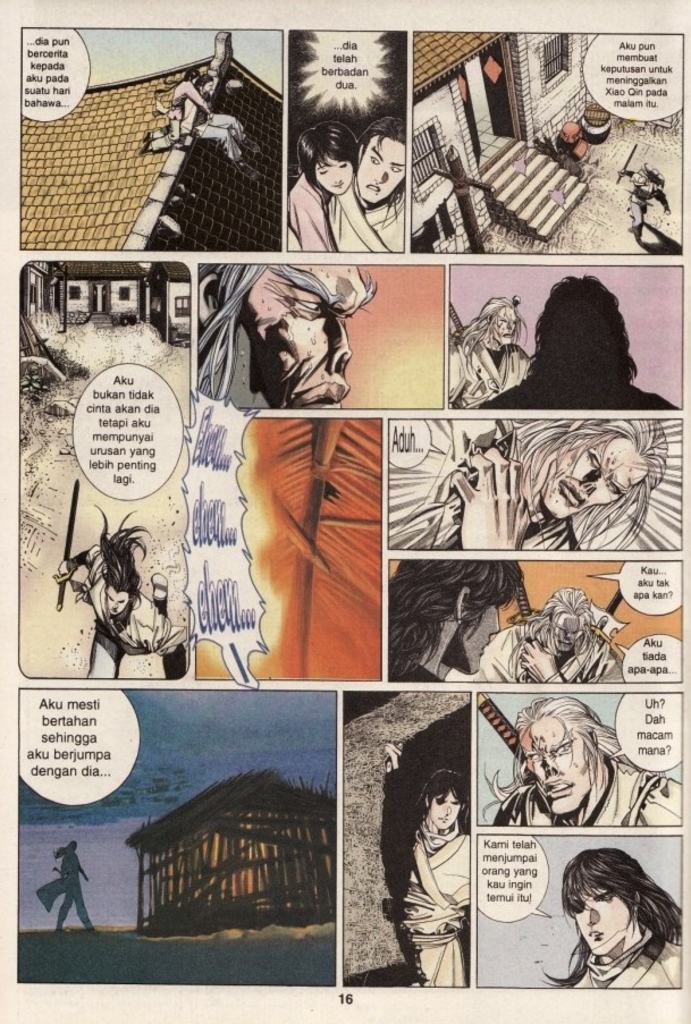 ...dia pun
bercerita
kepada
aku pada
suatu hari
bahawa...
...dia
telah
berbadan
dua.
Aku pun
membuat
keputusan untuk
meninggalkan
Xiao Qin pada
malam itu.
Aku
bukan tidak
cinta akan dia
tetapi aku
mempunyai
urusan yang
lebih penting
lagi.
Ehem...
ehem...
ehem...
Aduh...
Kau...
aku tak
apa kan?
Aku
tiada
apa-apa...
Aku mesti
bertahan
sehingga
aku berjumpa
dengan dia...
Uh?
Dah
macam
mana?
Kami telah
menjumpai
orang yang
kau ingin
temui itu!
16